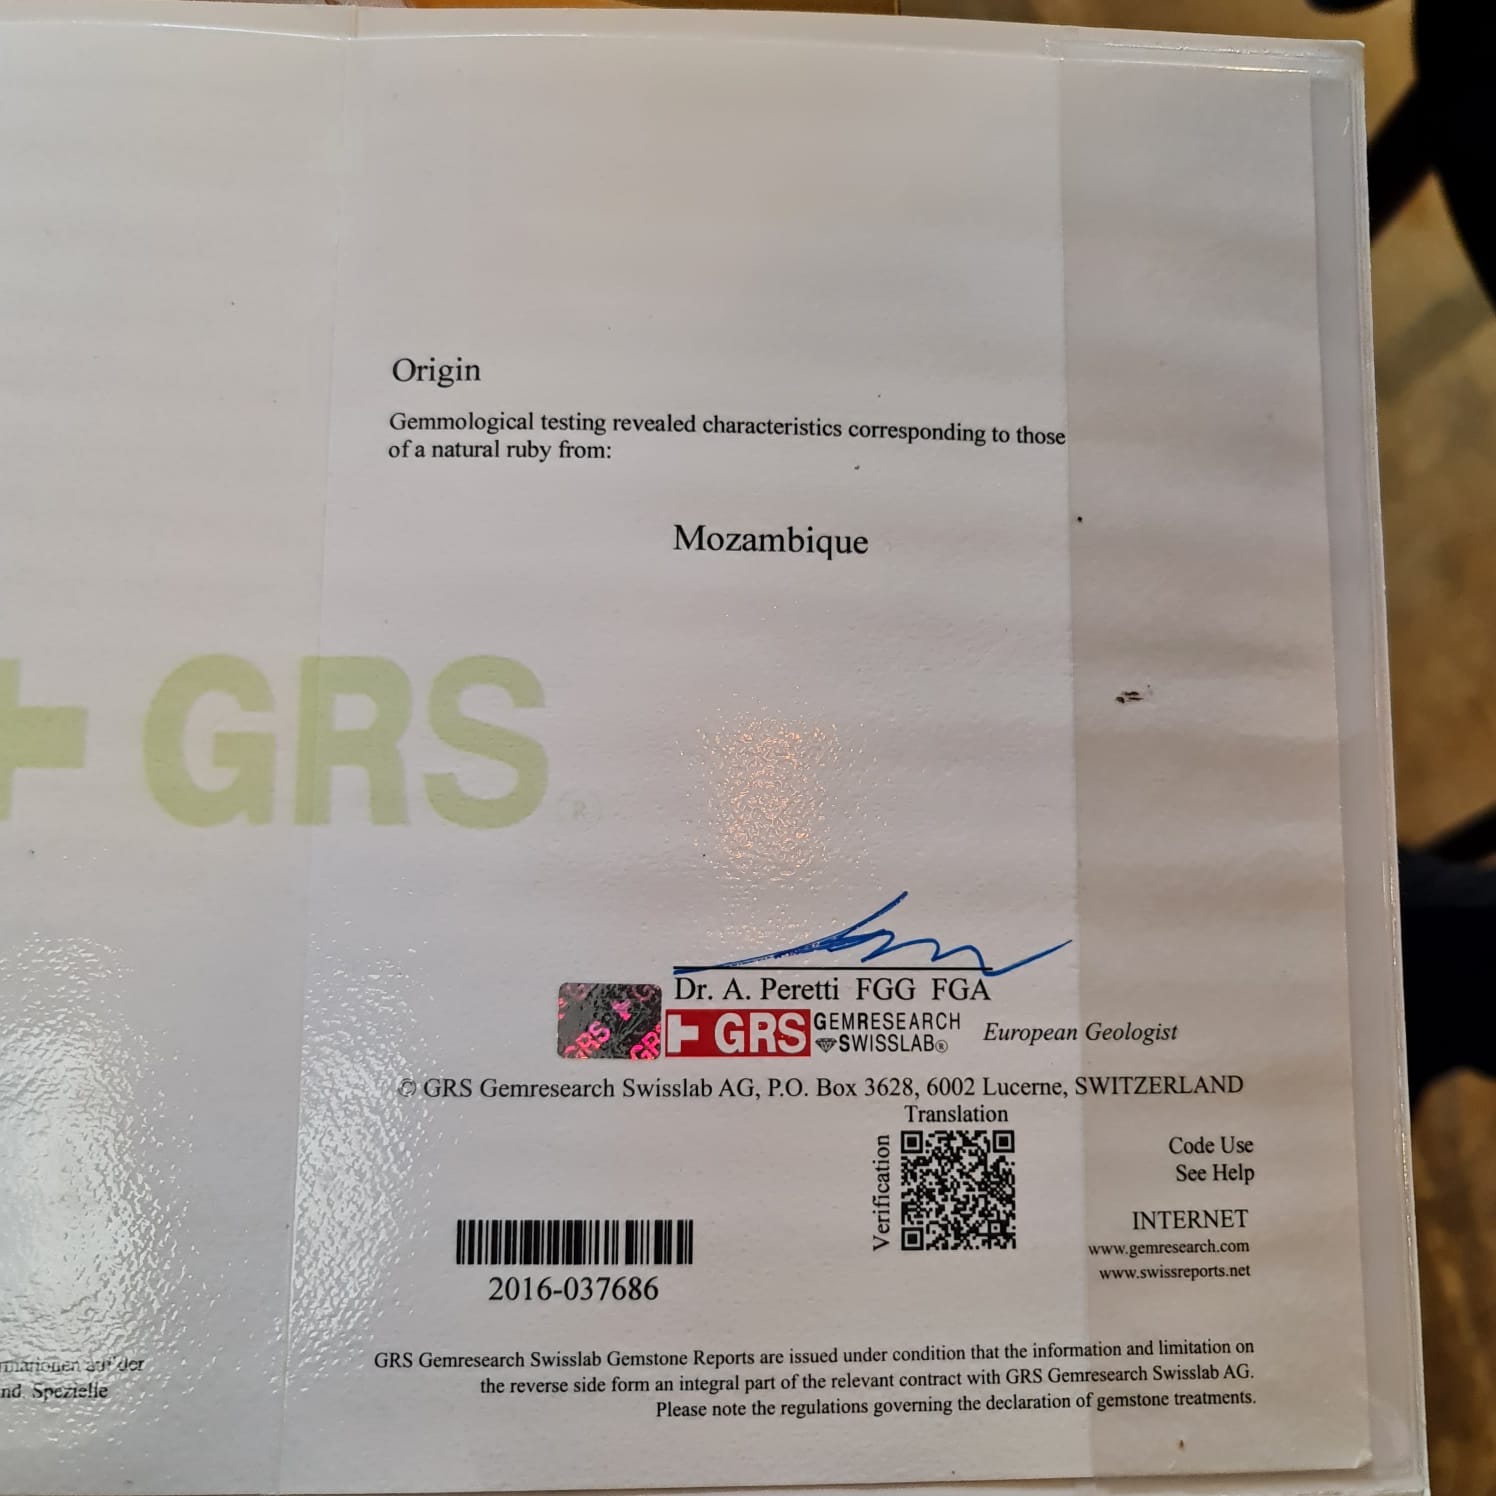 Origin
Gemmological testing revealed characteristics corresponding to those
of a natural ruby from:
Mozambique
GRS ®
Dr. A. Peretti FGG FGA
GRS
GRS GEMRESEARCH
SWISSLAB®
European Geologist
© GRS Gemresearch Swisslab AG, P.O. Box 3628, 6002 Lucerne, SWITZERLAND
Translation
Verification
Code Use
See Help
INTERNET
www.gemresearch.com
www.swissreports.net
2016-037686
auf der
Spezielle
GRS Gemresearch Swisslab Gemstone Reports are issued under condition that the information and limitation on
the reverse side form an integral part of the relevant contract with GRS Gemresearch Swisslab AG.
Please note the regulations governing the declaration of gemstone treatments.